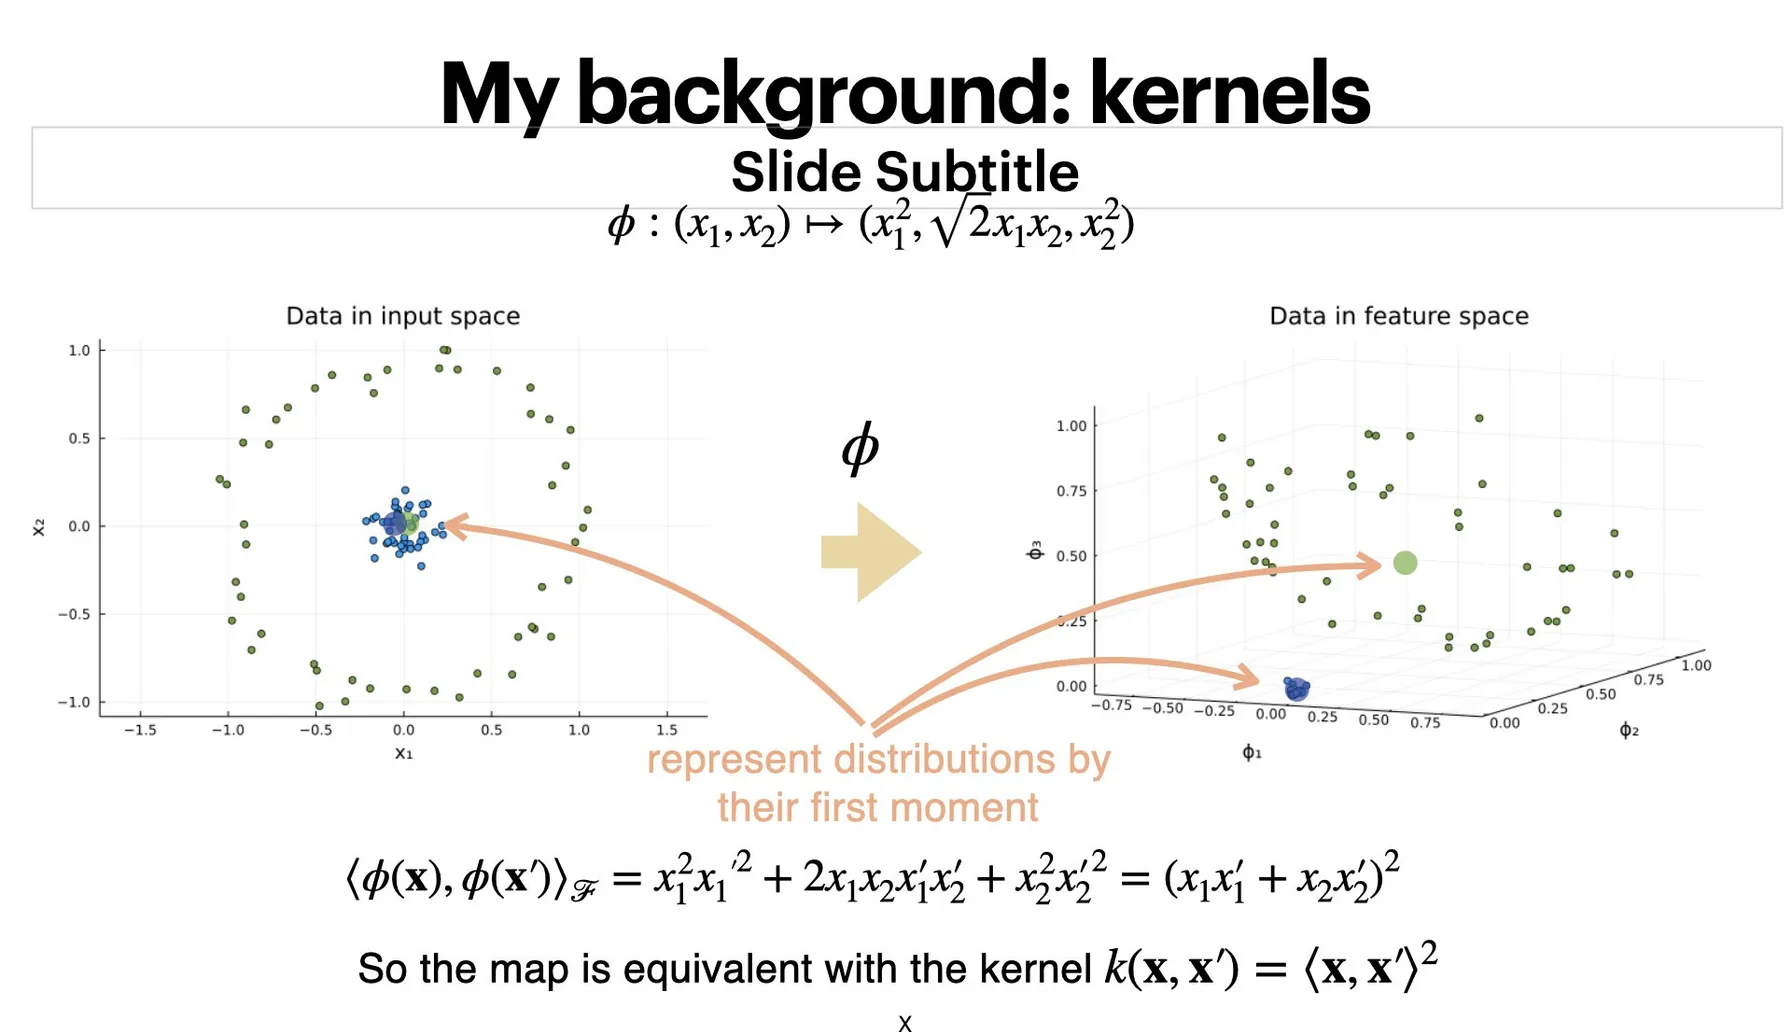 My background: kernels
Slide Subtitle
ϕ : (x₁, x₂) ↦ (x₁², √2x₁x₂, x₂²)
Data in input space
Data in feature space
1.0
0.5
0.0
−0.5
−1.0
x₂
−1.5 −1.0 −0.5 0.0 0.5 1.0 1.5
x₁
ϕ
1.00
0.75
0.50
0.25
0.00
ϕ₃
−0.75 −0.50 −0.25 0.00 0.25 0.50 0.75
ϕ₁
0.00 0.25 0.50 0.75 1.00
ϕ₂
represent distributions by
their first moment
⟨ϕ(𝐱), ϕ(𝐱′)⟩_ℱ = x₁²x₁′² + 2x₁x₂x₁′x₂′ + x₂²x₂′² = (x₁x₁′ + x₂x₂′)²
So the map is equivalent with the kernel k(𝐱, 𝐱′) = ⟨𝐱, 𝐱′⟩²
x